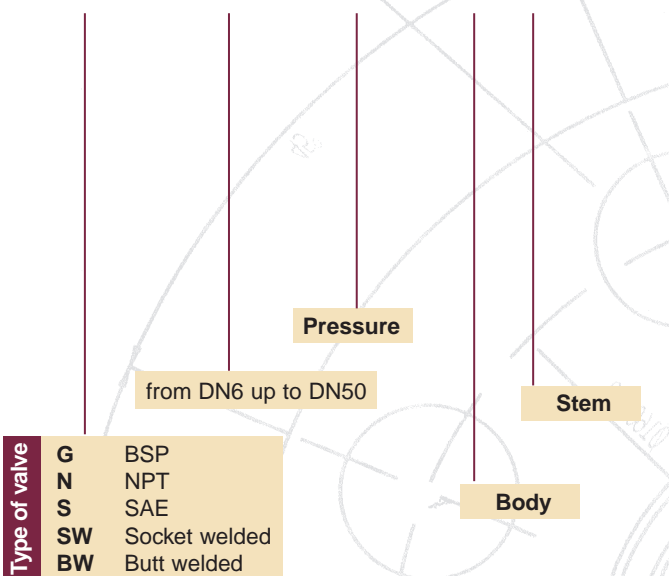 Pressure
from DN6 up to DN50
Stem
Type of valve
G BSP
N NPT
S SAE
SW Socket welded
BW Butt welded
Body